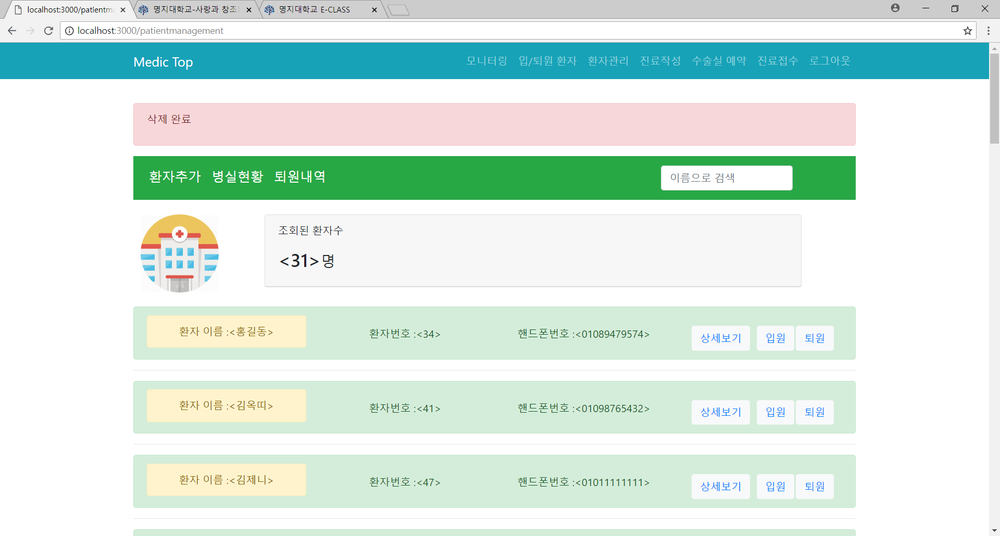 localhost:3000/patientm
명지대학교-사랑과 창조의
명지대학교 E-CLASS
localhost:3000/patientmanagement
Medic Top
모니터링 입/퇴원 환자 환자관리 진료작성 수술실 예약 진료접수 로그아웃
삭제 완료
환자추가 병실현황 퇴원내역
이름으로 검색
조회된 환자수
<31> 명
환자 이름 :<홍길동> 환자번호 :<34> 핸드폰번호 :<01089479574> 상세보기 입원 퇴원
환자 이름 :<김옥띠> 환자번호 :<41> 핸드폰번호 :<01098765432> 상세보기 입원 퇴원
환자 이름 :<김제니> 환자번호 :<47> 핸드폰번호 :<01011111111> 상세보기 입원 퇴원